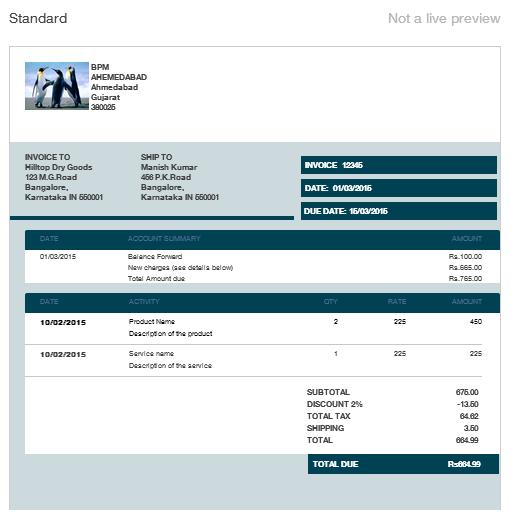 Standard
Not a live preview
BPM
AHEMEDABAD
Ahmedabad
Gujarat
380025
INVOICE TO
Hilltop Dry Goods
123 M.G.Road
Bangalore,
Karnataka IN 550001
SHIP TO
Manish Kumar
456 P.K.Road
Bangalore,
Karnataka IN 550001
INVOICE 12345
DATE: 01/03/2015
DUE DATE: 15/03/2015
DATE ACCOUNT SUMMARY AMOUNT
01/03/2015 Balance Forward Rs.100.00
New charges (see details below) Rs.665.00
Total Amount due Rs.765.00
DATE ACTIVITY QTY RATE AMOUNT
10/02/2015 Product Name 2 225 450
Description of the product
10/02/2015 Service name 1 225 225
Description of the service
SUBTOTAL 675.00
DISCOUNT 2% -13.50
TOTAL TAX 64.62
SHIPPING 3.50
TOTAL 664.99
TOTAL DUE Rs664.99